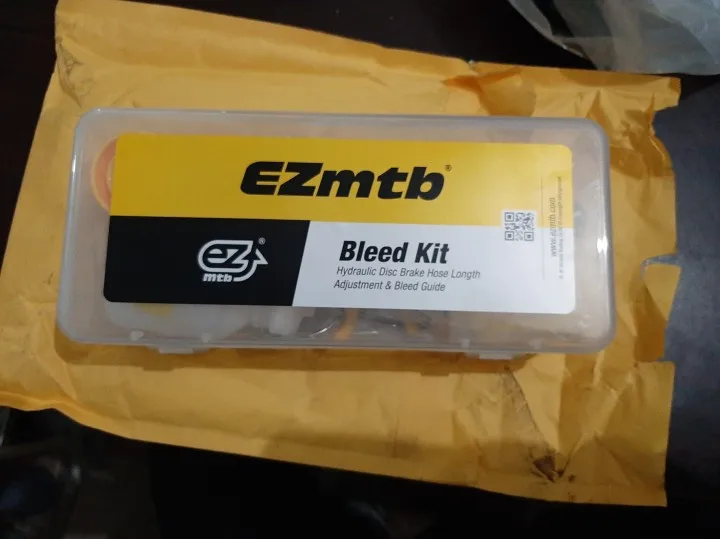 EZmtb®
ez®
mtb
Bleed Kit
Hydraulic Disc Brake Hose Length
Adjustment & Bleed Guide
www.ezmtb.com